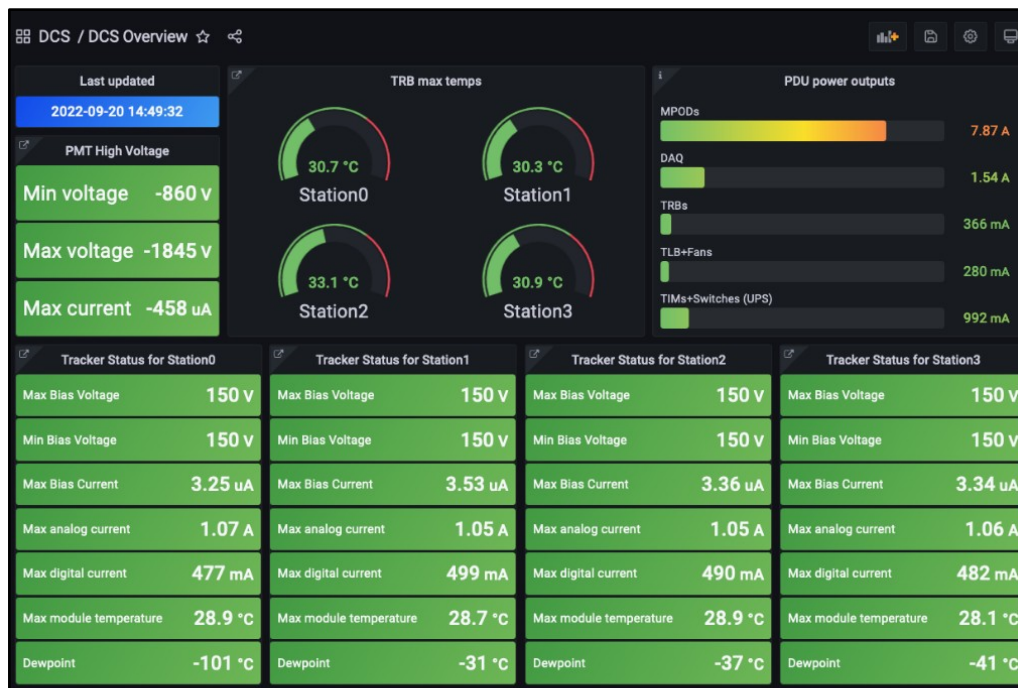 DCS / DCS Overview
Last updated
2022-09-20 14:49:32
PMT High Voltage
Min voltage -860 V
Max voltage -1845 V
Max current -458 uA
TRB max temps
30.7 °C
Station0
30.3 °C
Station1
33.1 °C
Station2
30.9 °C
Station3
PDU power outputs
MPODs
7.87 A
DAQ
1.54 A
TRBs
366 mA
TLB+Fans
280 mA
TIMs+Switches (UPS)
992 mA
Tracker Status for Station0
Max Bias Voltage 150 V
Min Bias Voltage 150 V
Max Bias Current 3.25 uA
Max analog current 1.07 A
Max digital current 477 mA
Max module temperature 28.9 °C
Dewpoint -101 °C
Tracker Status for Station1
Max Bias Voltage 150 V
Min Bias Voltage 150 V
Max Bias Current 3.53 uA
Max analog current 1.05 A
Max digital current 499 mA
Max module temperature 28.7 °C
Dewpoint -31 °C
Tracker Status for Station2
Max Bias Voltage 150 V
Min Bias Voltage 150 V
Max Bias Current 3.36 uA
Max analog current 1.05 A
Max digital current 490 mA
Max module temperature 28.9 °C
Dewpoint -37 °C
Tracker Status for Station3
Max Bias Voltage 150 V
Min Bias Voltage 150 V
Max Bias Current 3.34 uA
Max analog current 1.06 A
Max digital current 482 mA
Max module temperature 28.1 °C
Dewpoint -41 °C